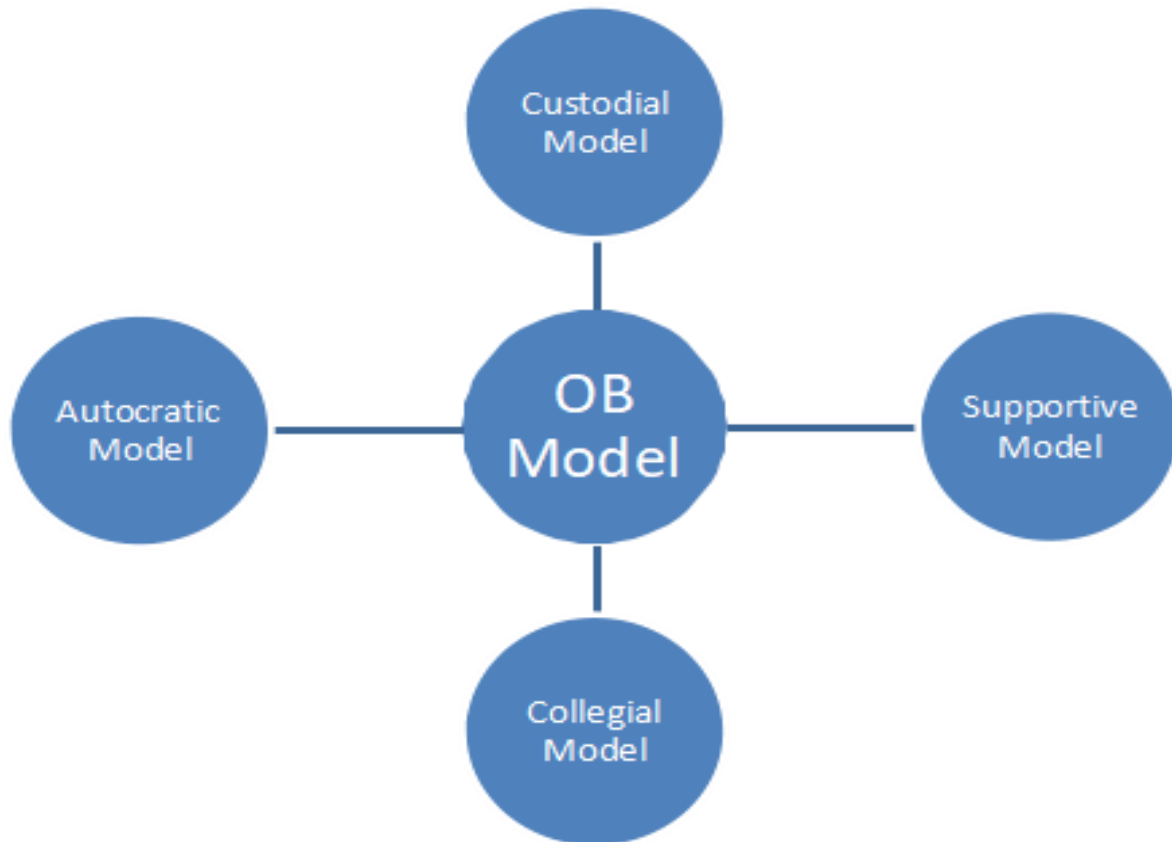 Custodial
Model
Autocratic
Model
OB
Model
Supportive
Model
Collegial
Model